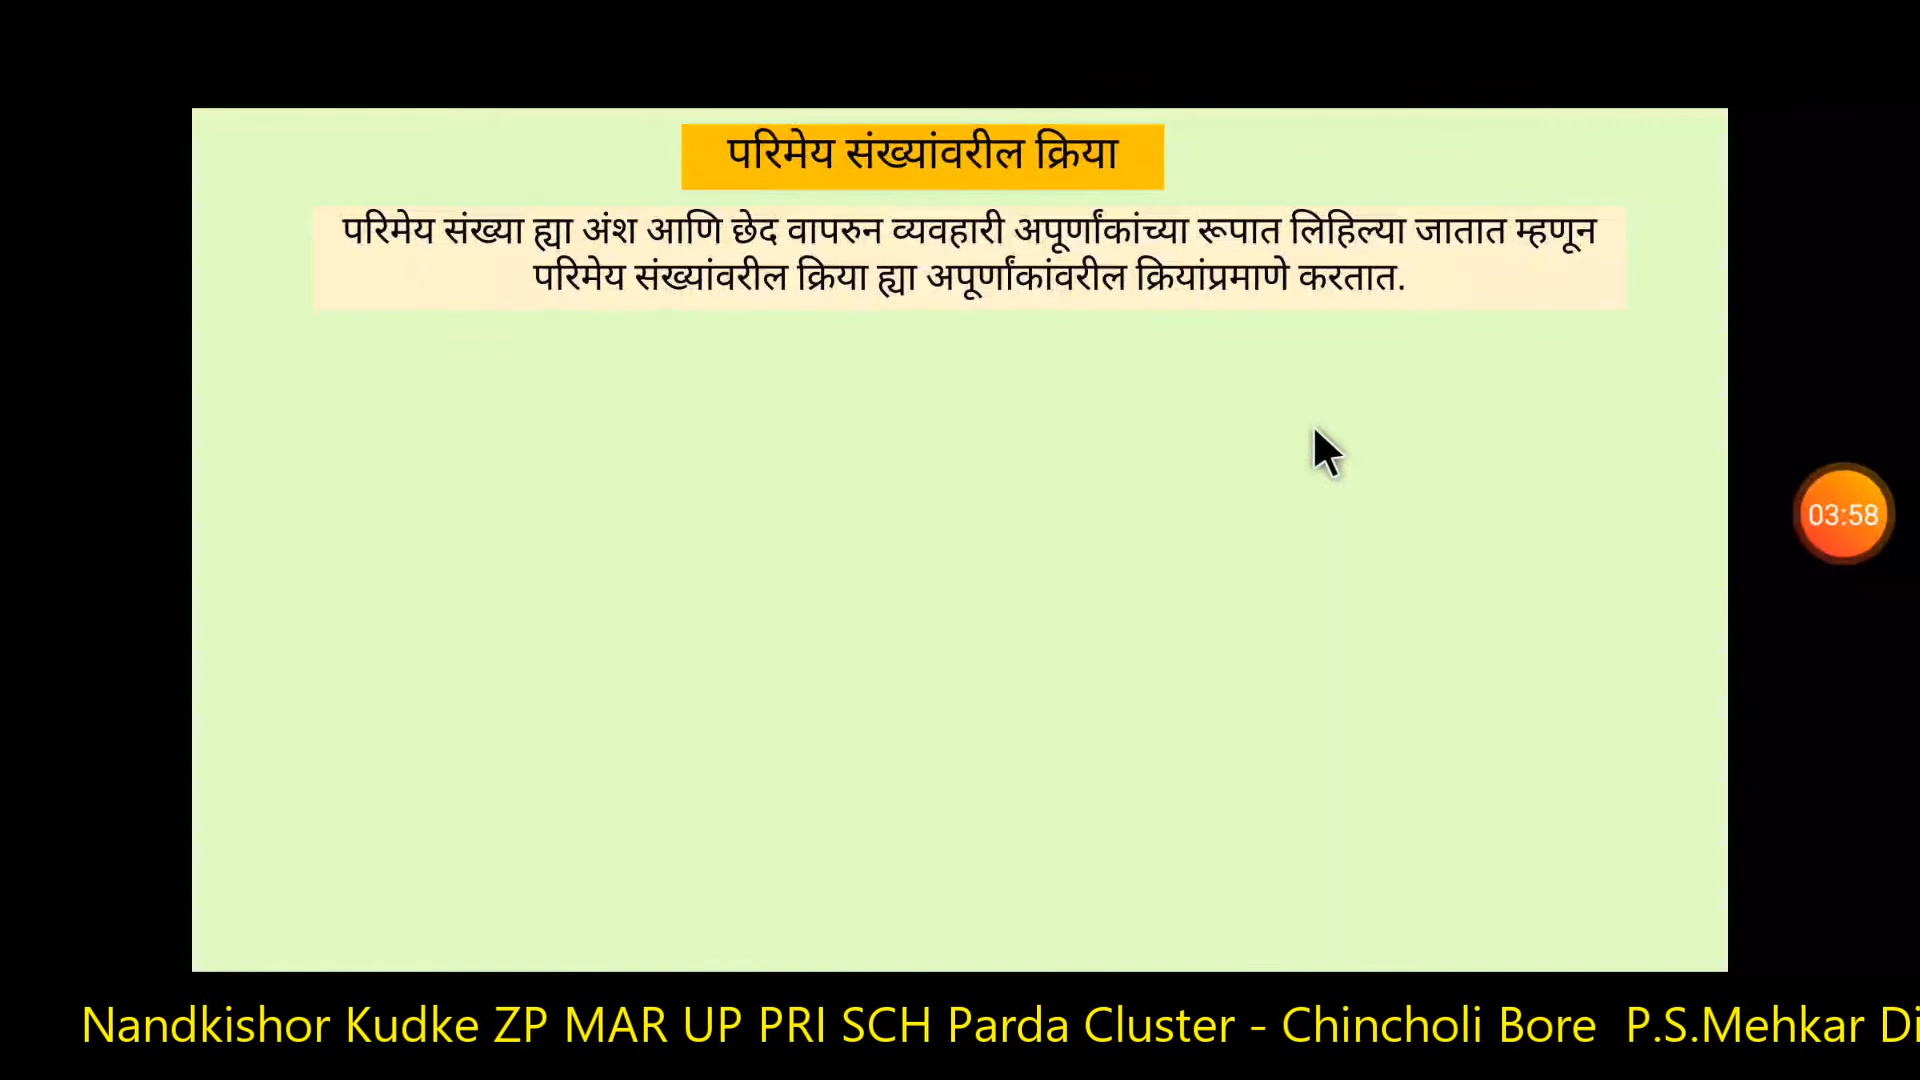 परिमेय संख्यांवरील क्रिया
परिमेय संख्या ह्या अंश आणि छेद वापरुन व्यवहारी अपूर्णांकांच्या रूपात लिहिल्या जातात म्हणून
परिमेय संख्यांवरील क्रिया ह्या अपूर्णांकांवरील क्रियांप्रमाणे करतात.
03:58
Nandkishor Kudke ZP MAR UP PRI SCH Parda Cluster - Chincholi Bore P.S.Mehkar Di